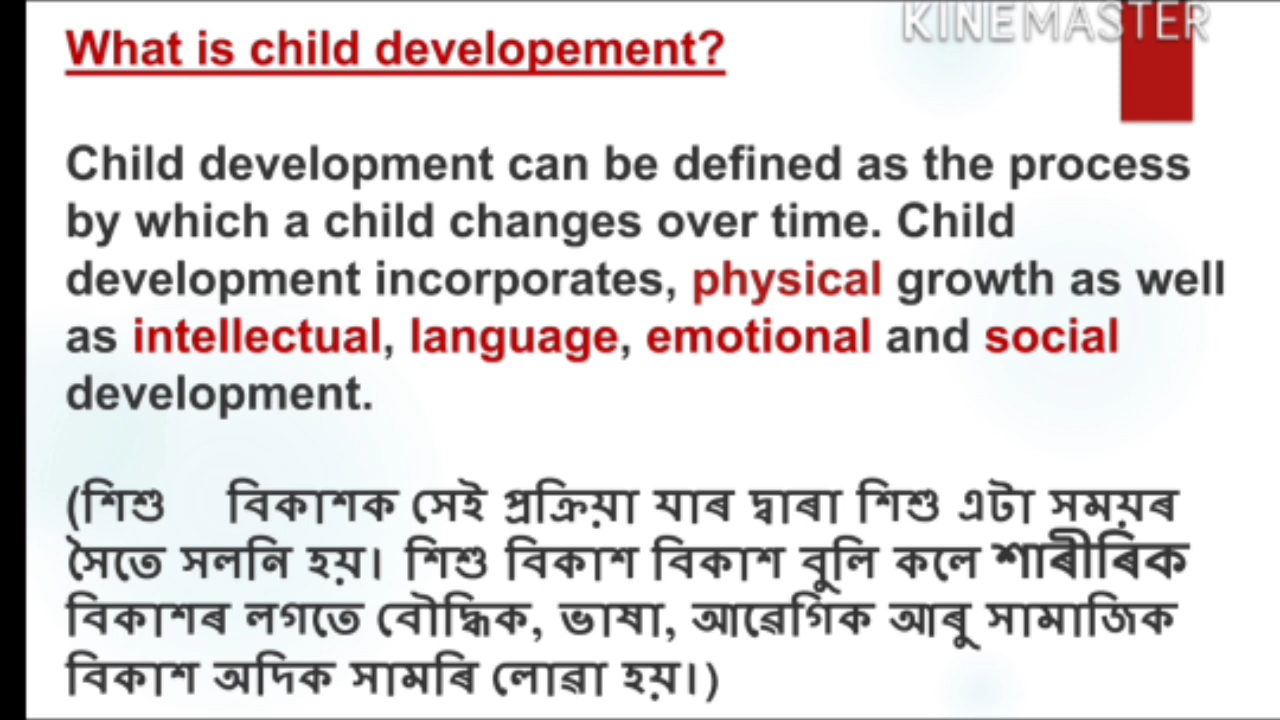 KINEMASTER
What is child developement?
Child development can be defined as the process
by which a child changes over time. Child
development incorporates, physical growth as well
as intellectual, language, emotional and social
development.
(শিশু বিকাশক সেই প্ৰক্ৰিয়া যাৰ দ্বাৰা শিশু এটা সময়ৰ
সৈতে সলনি হয়। শিশু বিকাশ বিকাশ বুলি কলে শাৰীৰিক
বিকাশৰ লগতে বৌদ্ধিক, ভাষা, আৱেগিক আৰু সামাজিক
বিকাশ অদিক সামৰি লোৱা হয়।)